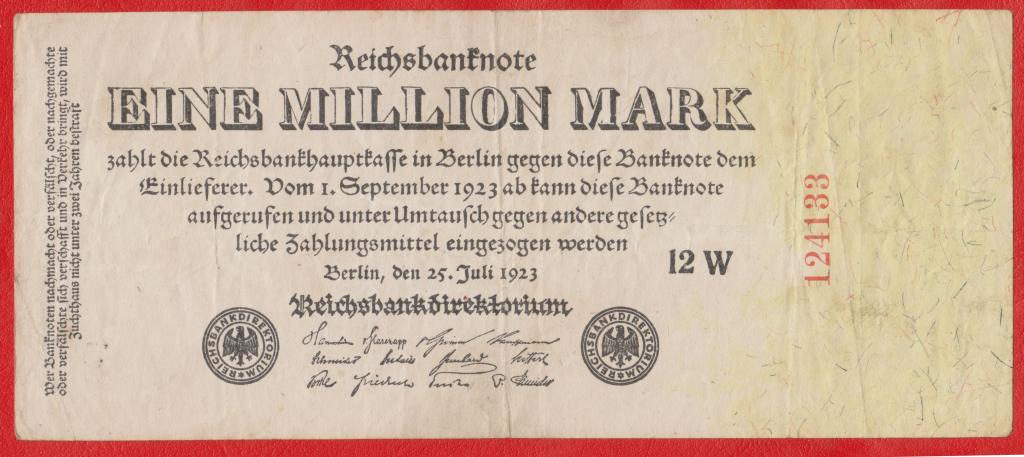 Reichsbanknote
EINE MILLION MARK
zahlt die Reichsbankhauptkasse in Berlin gegen diese Banknote dem
Einlieferer. Vom 1. September 1923 ab kann diese Banknote
aufgerufen und unter Umtausch gegen andere gesetz-
liche Zahlungsmittel eingezogen werden
Berlin, den 25. Juli 1923
Reichsbankdirektorium
12 W
124133
REICHSBANKDIREKTORIUM
REICHSBANKDIREKTORIUM
Wer Banknoten nachmacht oder verfälscht, oder nachgemachte
oder verfälschte sich verschafft und in Verkehr bringt, wird mit
Zuchthaus nicht unter zwei Jahren bestraft